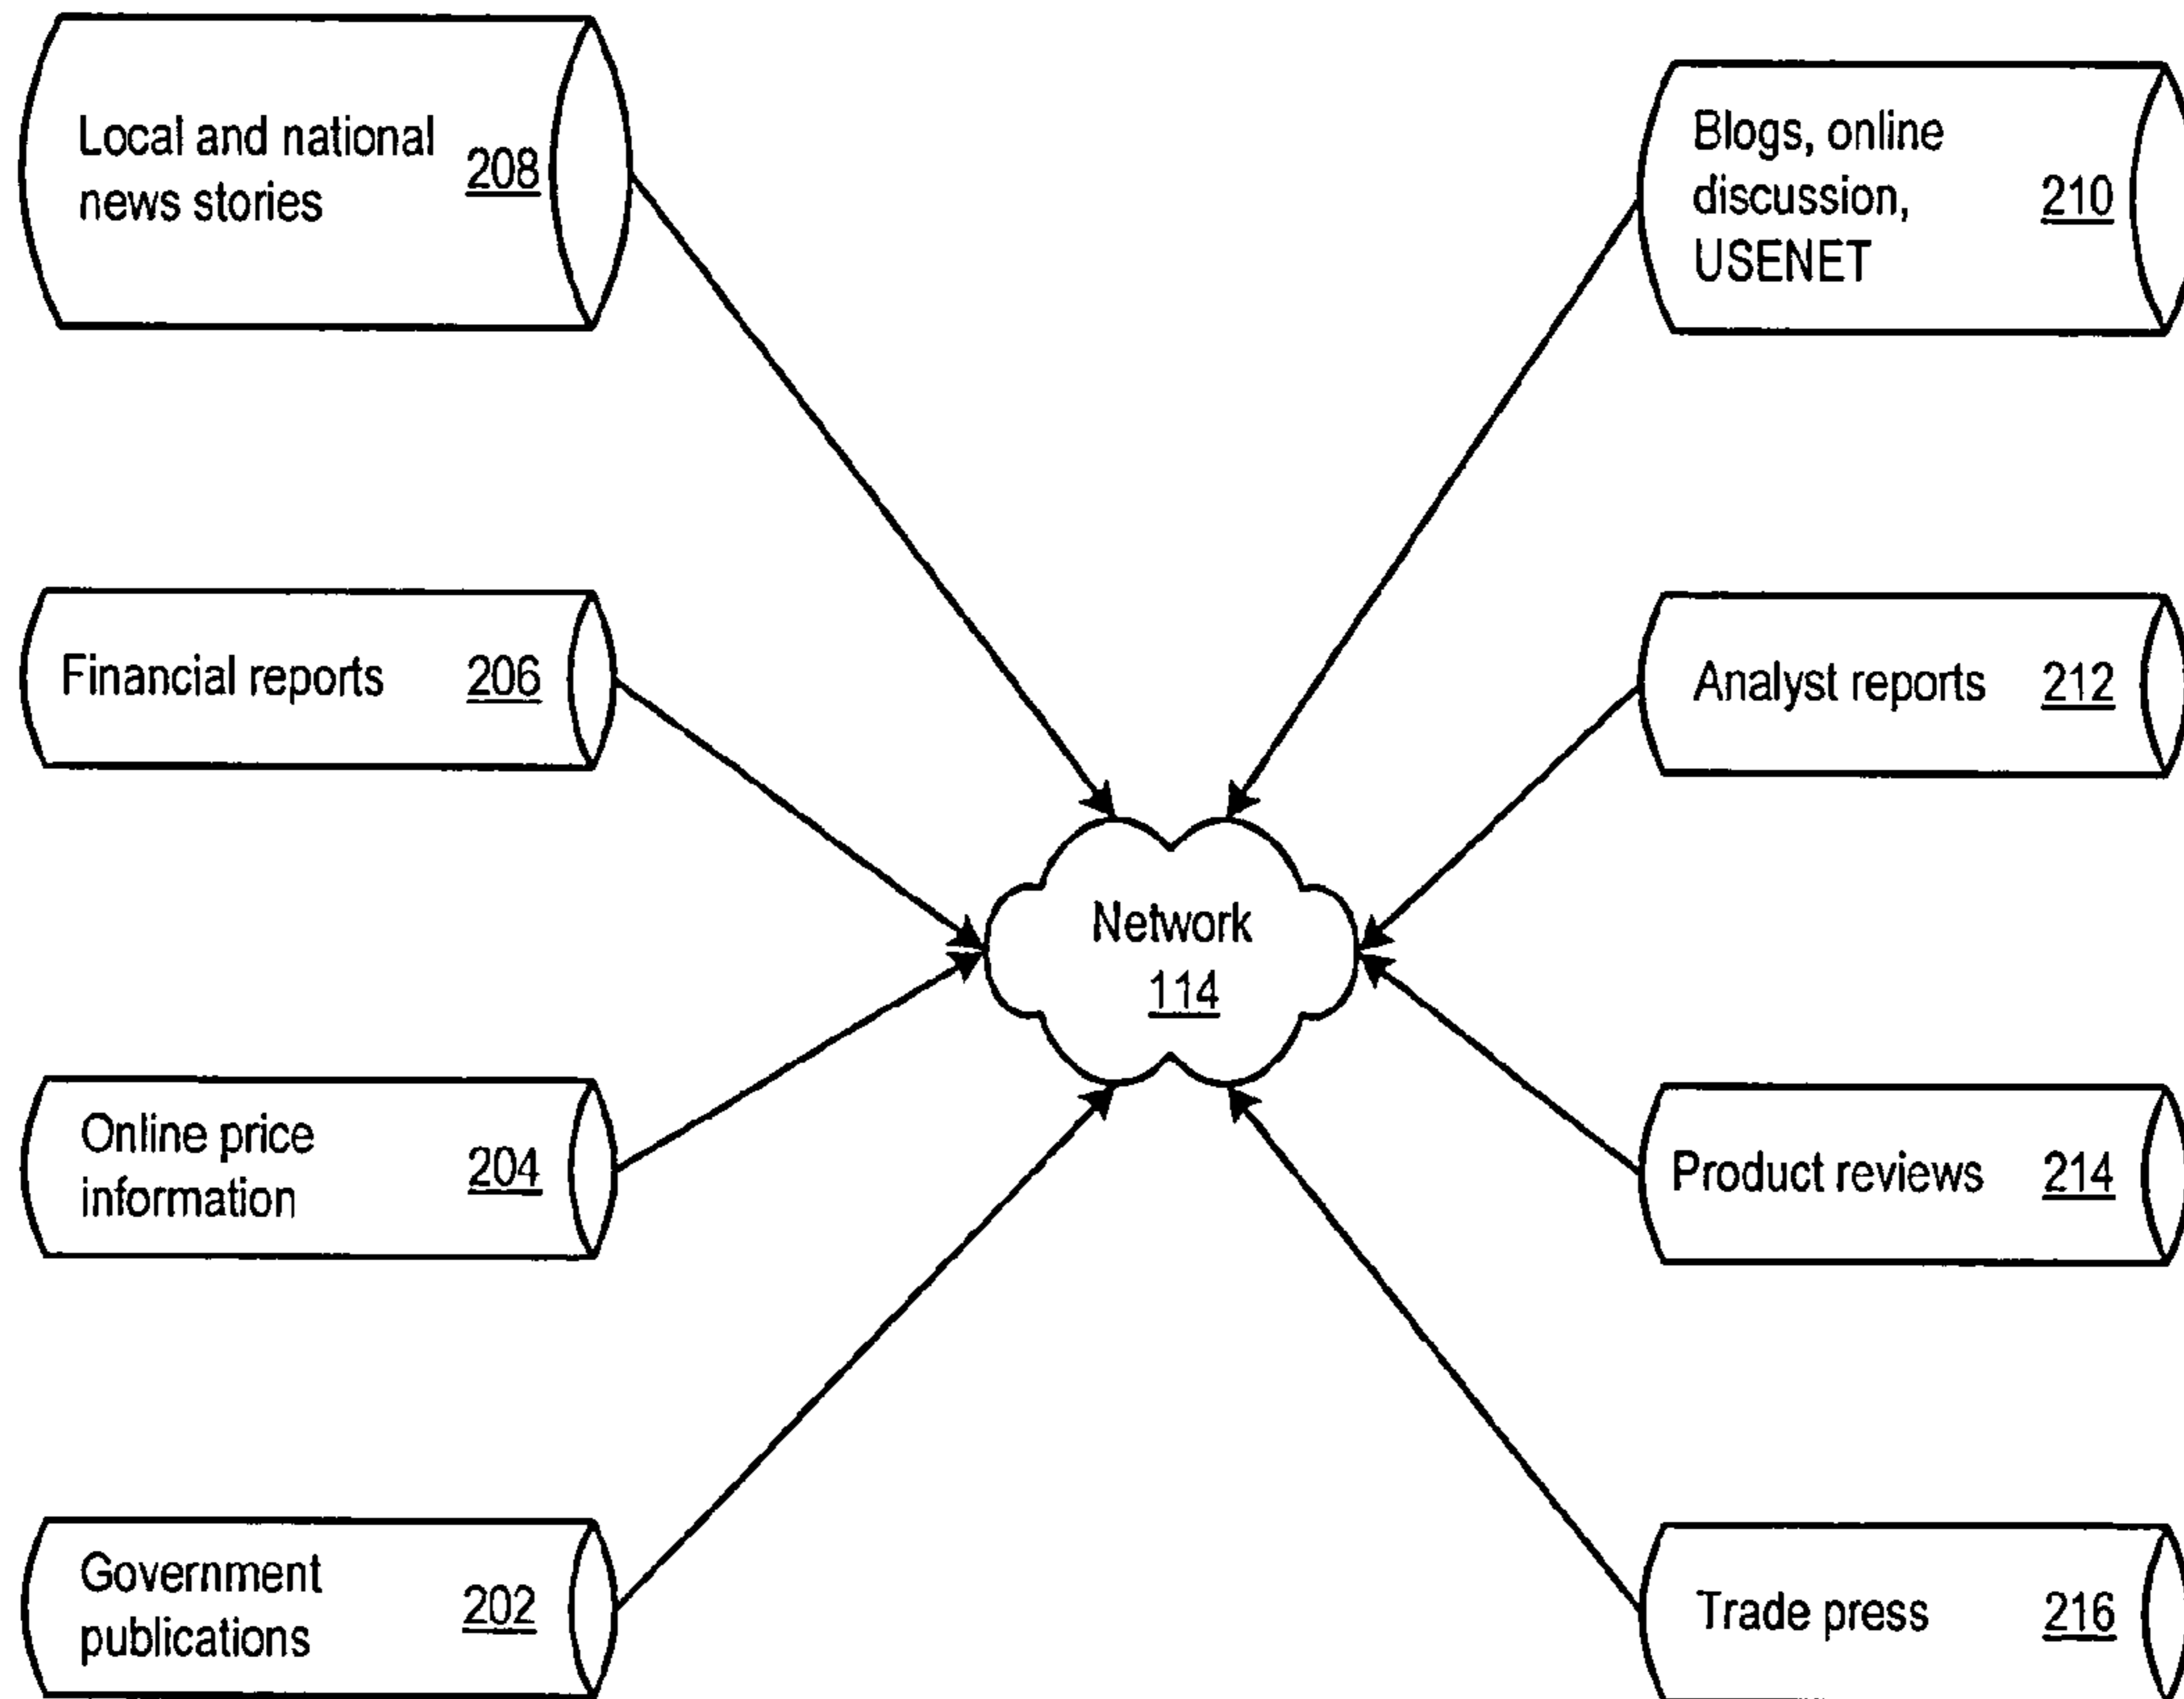 Local and national
news stories
208
Blogs, online
discussion,
USENET
210
Financial reports 206
Analyst reports 212
Network
114
Online price
information
204
Product reviews 214
Government
publications
202
Trade press 216